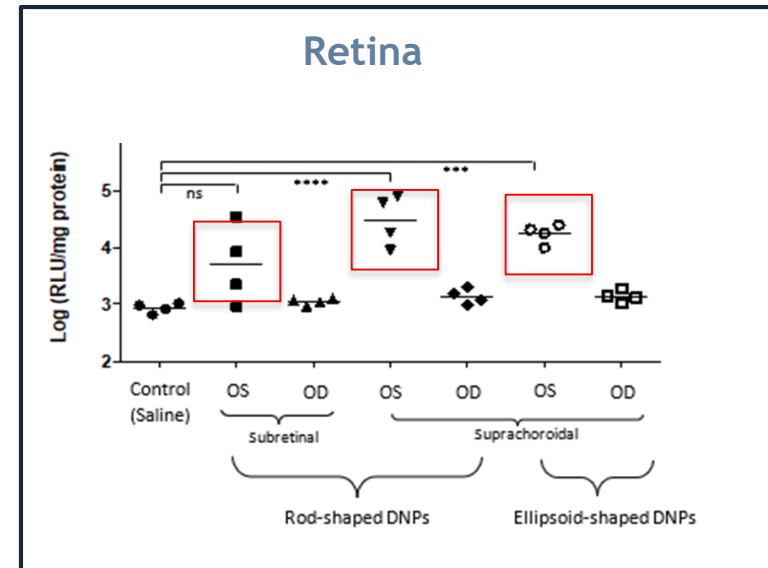 Retina
Log (RLU/mg protein)
5
4
3
2
ns
****
***
Control
(Saline)
OS
OD
OS
OD
OS
OD
Subretinal
Suprachoroidal
Rod-shaped DNPs
Ellipsoid-shaped DNPs